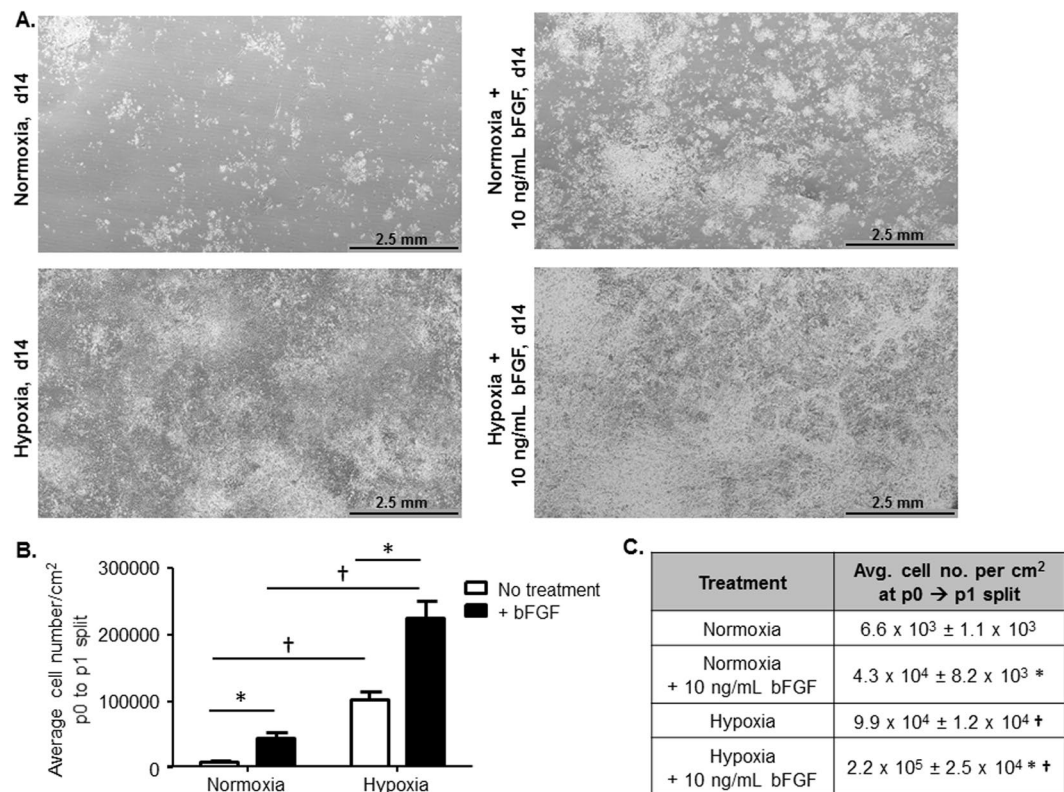 A.
Normoxia, d14
2.5 mm
Normoxia +
10 ng/mL bFGF, d14
2.5 mm
Hypoxia, d14
2.5 mm
Hypoxia +
10 ng/mL bFGF, d14
2.5 mm
B.
Average cell number/cm²
p0 to p1 split
300000
200000
100000
0
*
†
†
*
Normoxia
Hypoxia
No treatment
+ bFGF
C.
Treatment
Avg. cell no. per cm²
at p0 → p1 split
Normoxia
6.6 x 10³ ± 1.1 x 10³
Normoxia
+ 10 ng/mL bFGF
4.3 x 10⁴ ± 8.2 x 10³ *
Hypoxia
9.9 x 10⁴ ± 1.2 x 10⁴ †
Hypoxia
+ 10 ng/mL bFGF
2.2 x 10⁵ ± 2.5 x 10⁴ * †